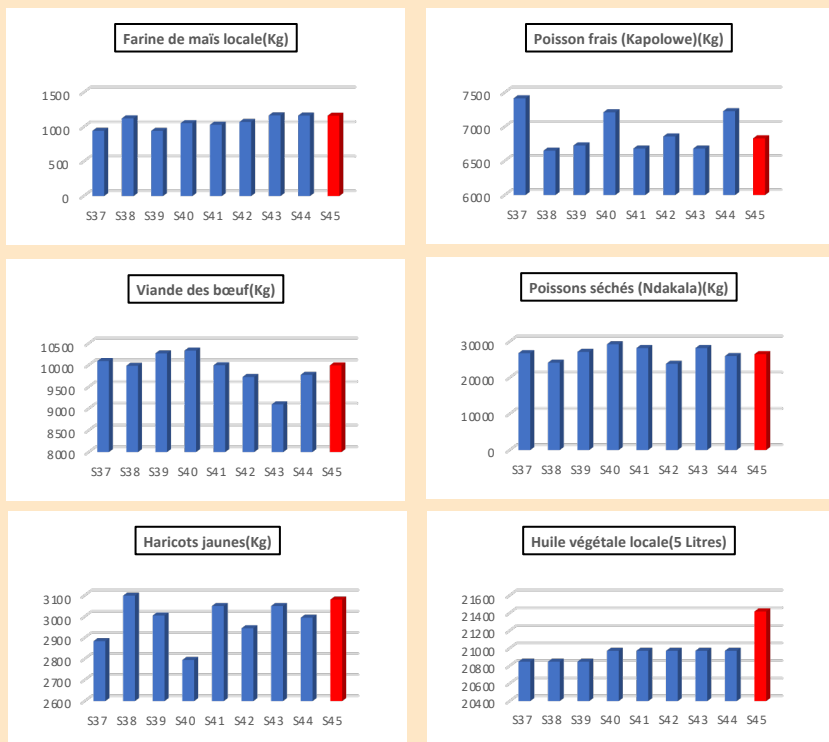 Farine de maïs locale(Kg)
1500
1000
500
0
S37 S38 S39 S40 S41 S42 S43 S44 S45
Poisson frais (Kapolowe)(Kg)
7500
7000
6500
6000
S37 S38 S39 S40 S41 S42 S43 S44 S45
Viande des bœuf(Kg)
10500
10000
9500
9000
8500
8000
S37 S38 S39 S40 S41 S42 S43 S44 S45
Poissons séchés (Ndakala)(Kg)
30000
20000
10000
0
S37 S38 S39 S40 S41 S42 S43 S44 S45
Haricots jaunes(Kg)
3100
3000
2900
2800
2700
2600
S37 S38 S39 S40 S41 S42 S43 S44 S45
Huile végétale locale(5 Litres)
21600
21400
21200
21000
20800
20600
20400
S37 S38 S39 S40 S41 S42 S43 S44 S45